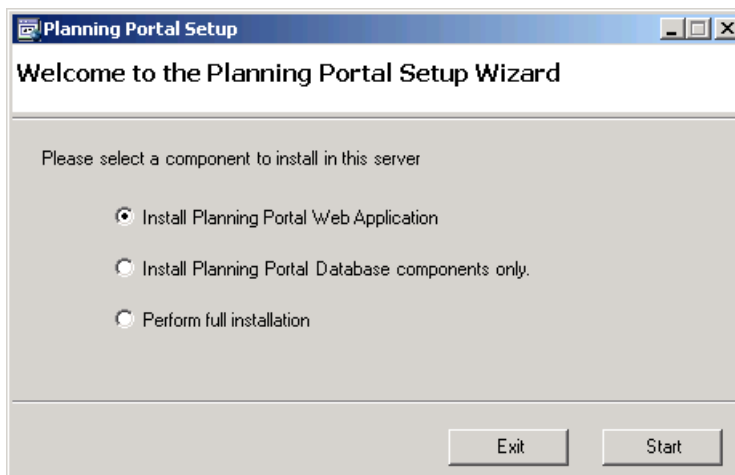 Planning Portal Setup
Welcome to the Planning Portal Setup Wizard
Please select a component to install in this server
Install Planning Portal Web Application
Install Planning Portal Database components only.
Perform full installation
Exit Start